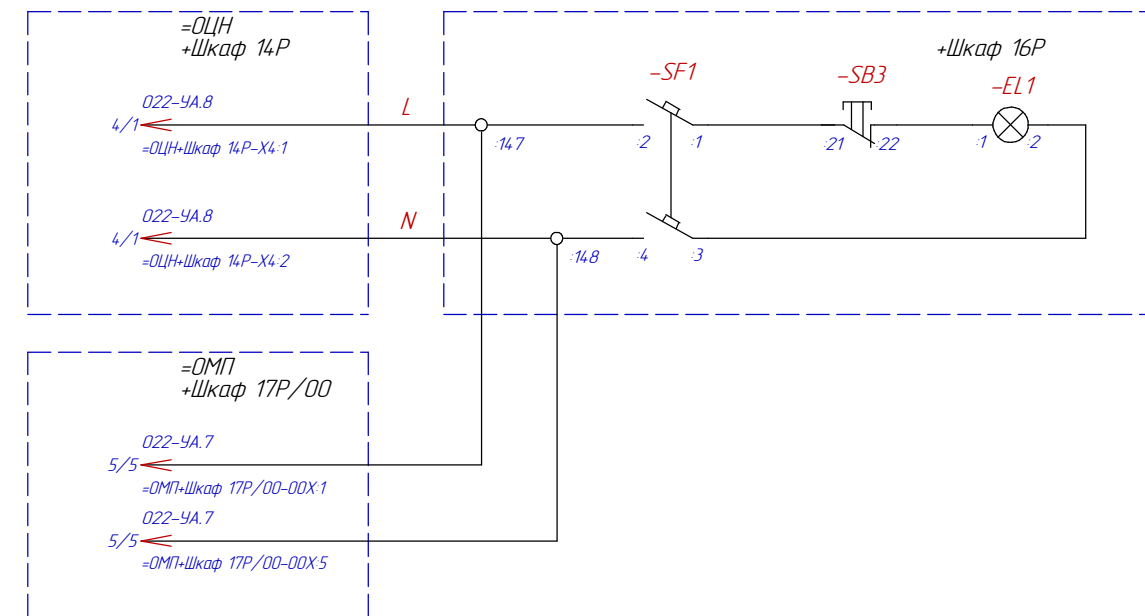 =ОЦН
+Шкаф 14Р
022-УА.8
4/1
=ОЦН+Шкаф 14Р-Х4:1
L
022-УА.8
4/1
=ОЦН+Шкаф 14Р-Х4:2
N
+Шкаф 16Р
-SF1
-SB3
-EL1
:147
:2
:1
:21
:22
:1
:2
:148
:4
:3
=ОМП
+Шкаф 17Р/00
022-УА.7
5/5
=ОМП+Шкаф 17Р/00-00Х:1
022-УА.7
5/5
=ОМП+Шкаф 17Р/00-00Х:5